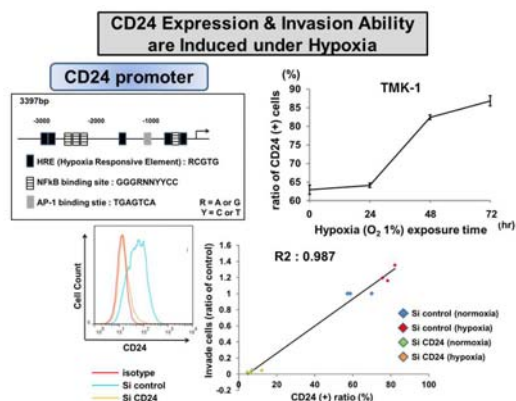 CD24 Expression & Invasion Ability
are Induced under Hypoxia
CD24 promoter
3397bp
-3000
-2000
-1000
HRE (Hypoxia Responsive Element) : RCGTG
NFkB binding site : GGGRNNYYCC
AP-1 binding stie : TGAGTCA
R = A or G
Y = C or T
(%)
TMK-1
ratio of CD24 (+) cells
90
85
80
75
70
65
60
0
24
48
72
(hr)
Hypoxia (O2 1%) exposure time
Cell Count
CD24
isotype
Si control
Si CD24
R2 : 0.987
Invade cells (ratio of control)
1.6
1.4
1.2
1
0.8
0.6
0.4
0.2
0
0
20
40
60
80
100
CD24 (+) ratio (%)
Si control (normoxia)
Si control (hypoxia)
Si CD24 (normoxia)
Si CD24 (hypoxia)